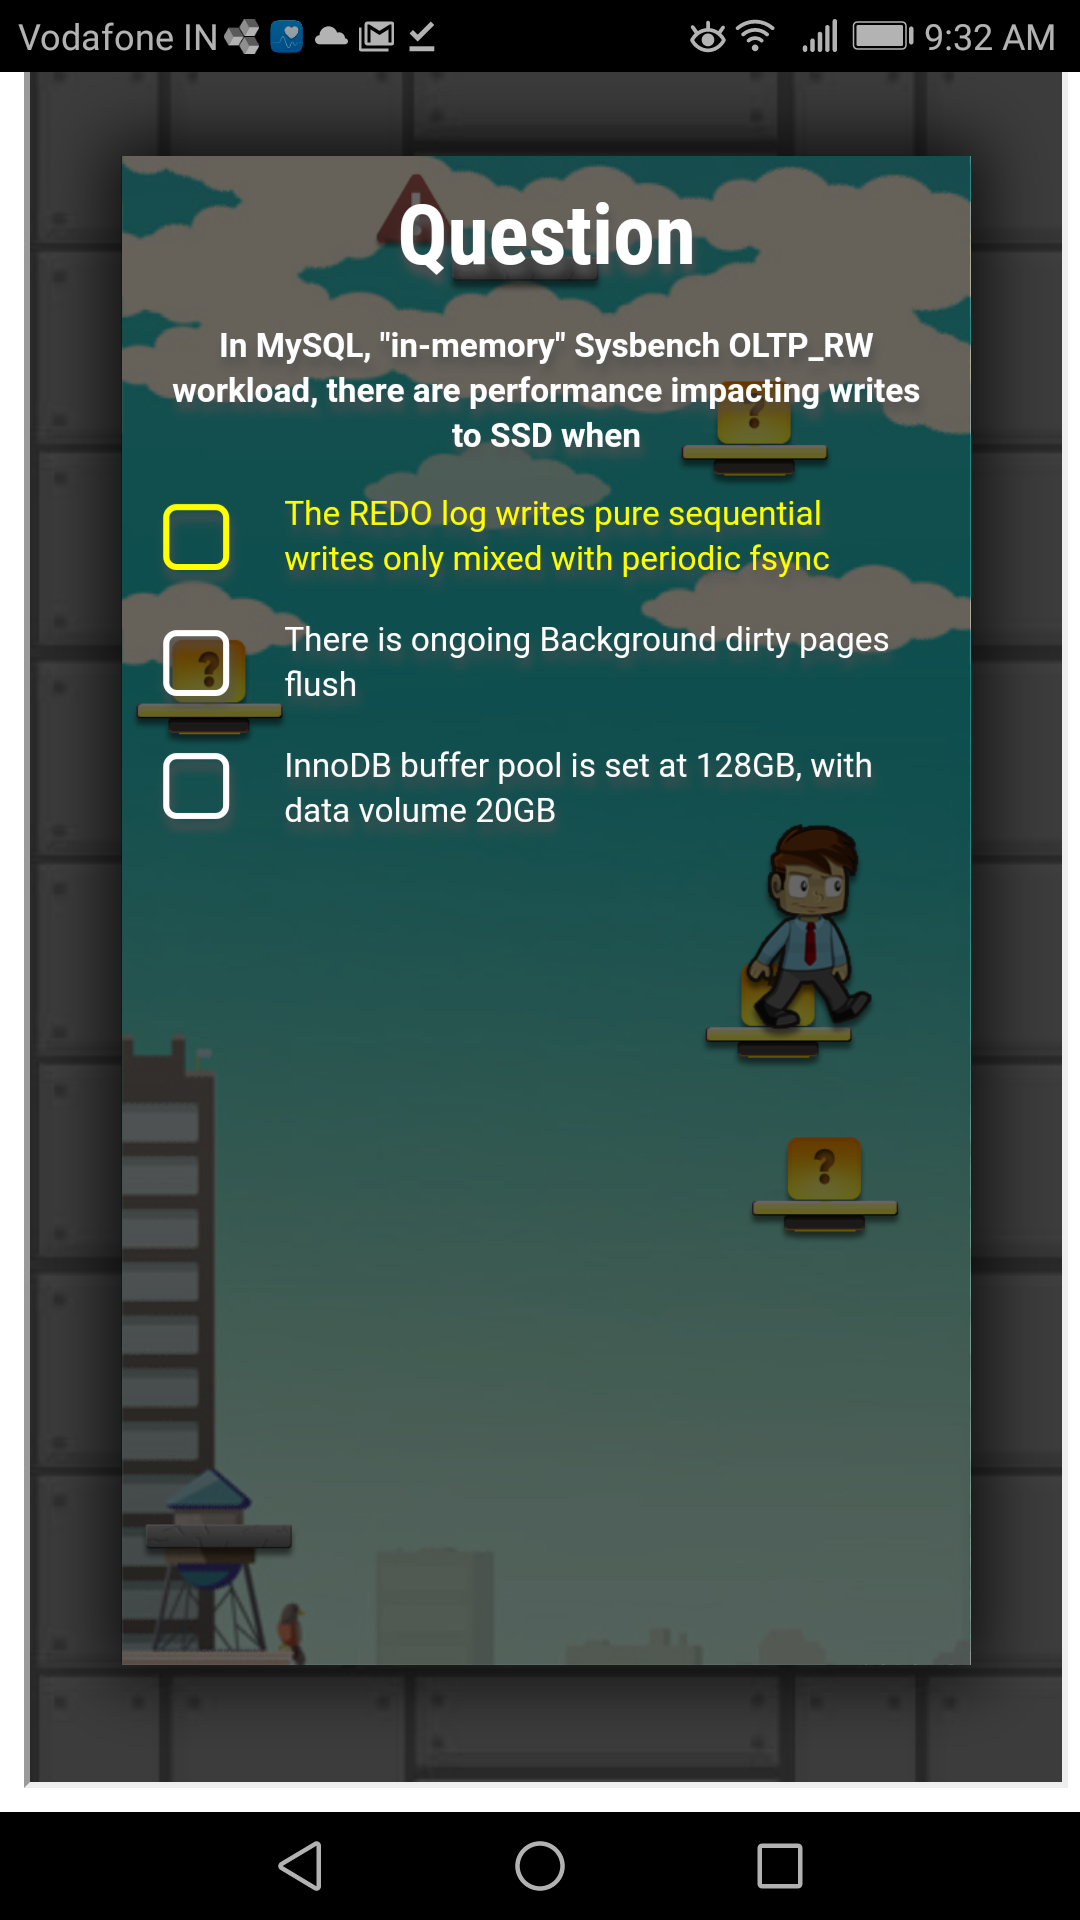 Vodafone IN 9:32 AM
Question
In MySQL, "in-memory" Sysbench OLTP_RW
workload, there are performance impacting writes
to SSD when
The REDO log writes pure sequential
writes only mixed with periodic fsync
There is ongoing Background dirty pages
flush
InnoDB buffer pool is set at 128GB, with
data volume 20GB